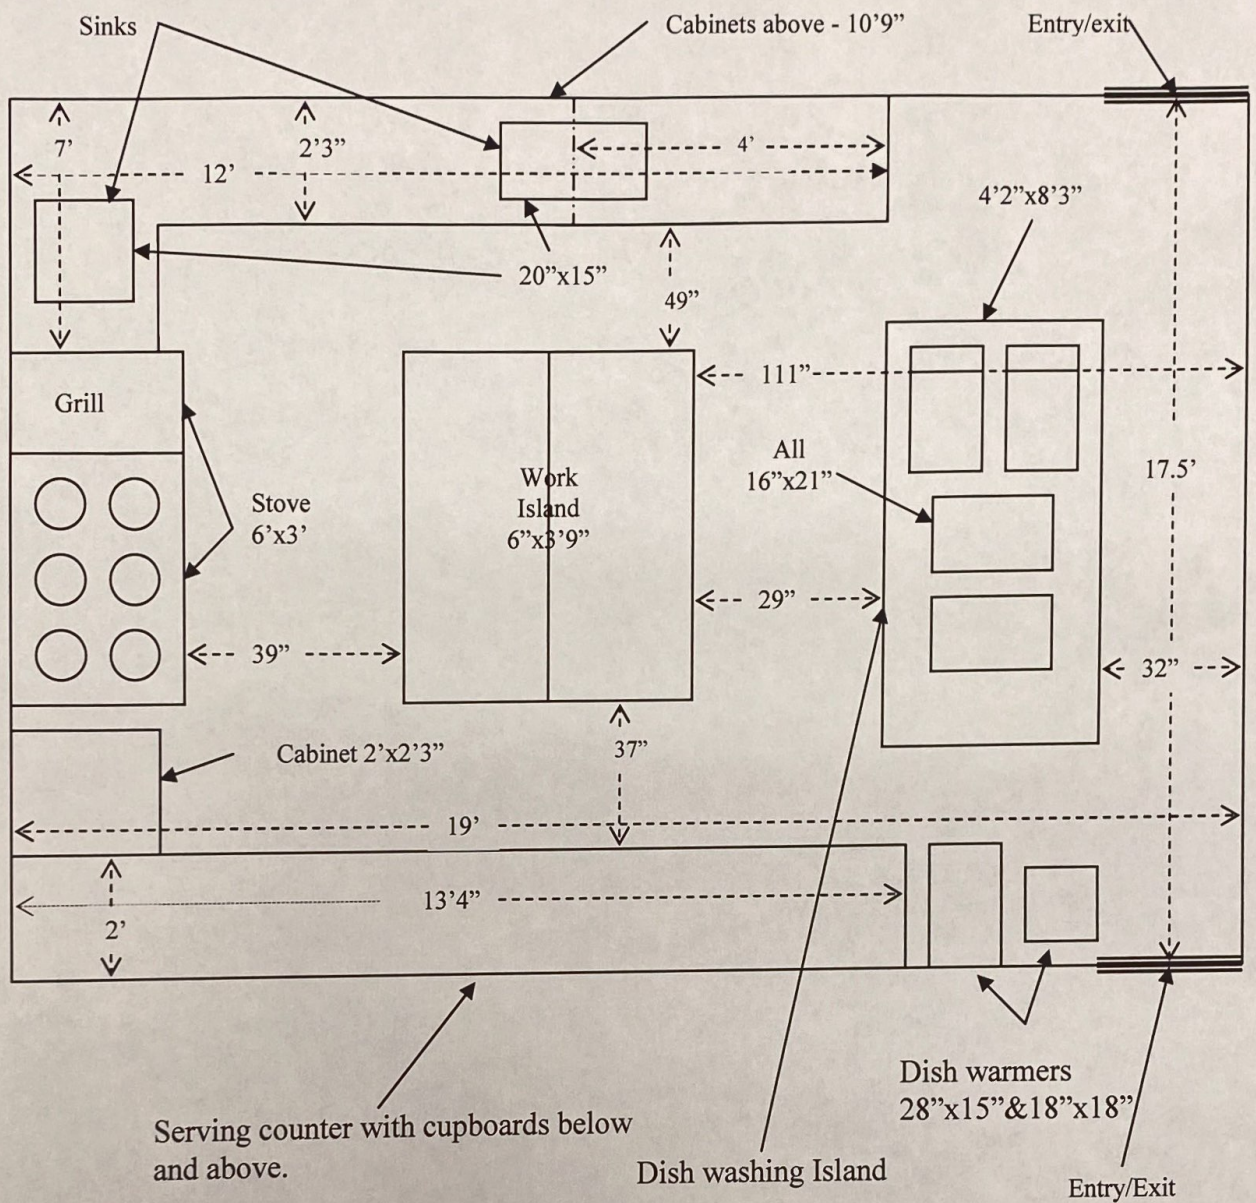 Sinks
Cabinets above - 10’9”
Entry/exit
7’
2’3”
4’
12’
4’2”x8’3”
20”x15”
49”
111”
Grill
All
16”x21”
Work
Island
6”x3’9”
17.5’
Stove
6’x3’
29”
39”
32”
Cabinet 2’x2’3”
37”
19’
13’4”
2’
Dish warmers
28”x15”&18”x18”
Serving counter with cupboards below
and above.
Dish washing Island
Entry/Exit